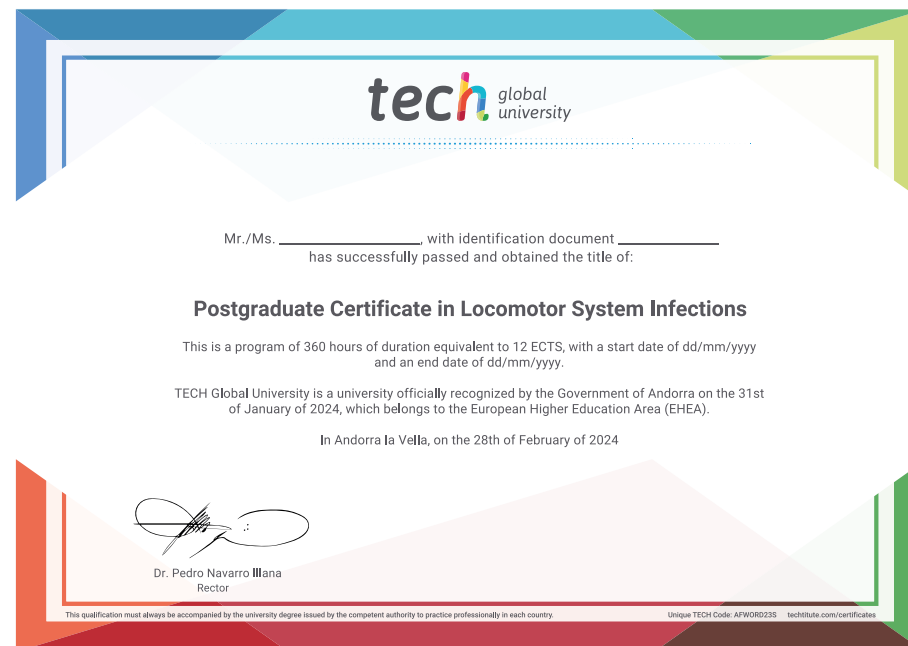 tech global
university
Mr./Ms. ____________________, with identification document ______________
has successfully passed and obtained the title of:
Postgraduate Certificate in Locomotor System Infections
This is a program of 360 hours of duration equivalent to 12 ECTS, with a start date of dd/mm/yyyy
and an end date of dd/mm/yyyy.
TECH Global University is a university officially recognized by the Government of Andorra on the 31st
of January of 2024, which belongs to the European Higher Education Area (EHEA).
In Andorra la Vella, on the 28th of February of 2024
Dr. Pedro Navarro Illana
Rector
This qualification must always be accompanied by the university degree issued by the competent authority to practice professionally in each country.
Unique TECH Code: AFWORD23S techtitute.com/certificates